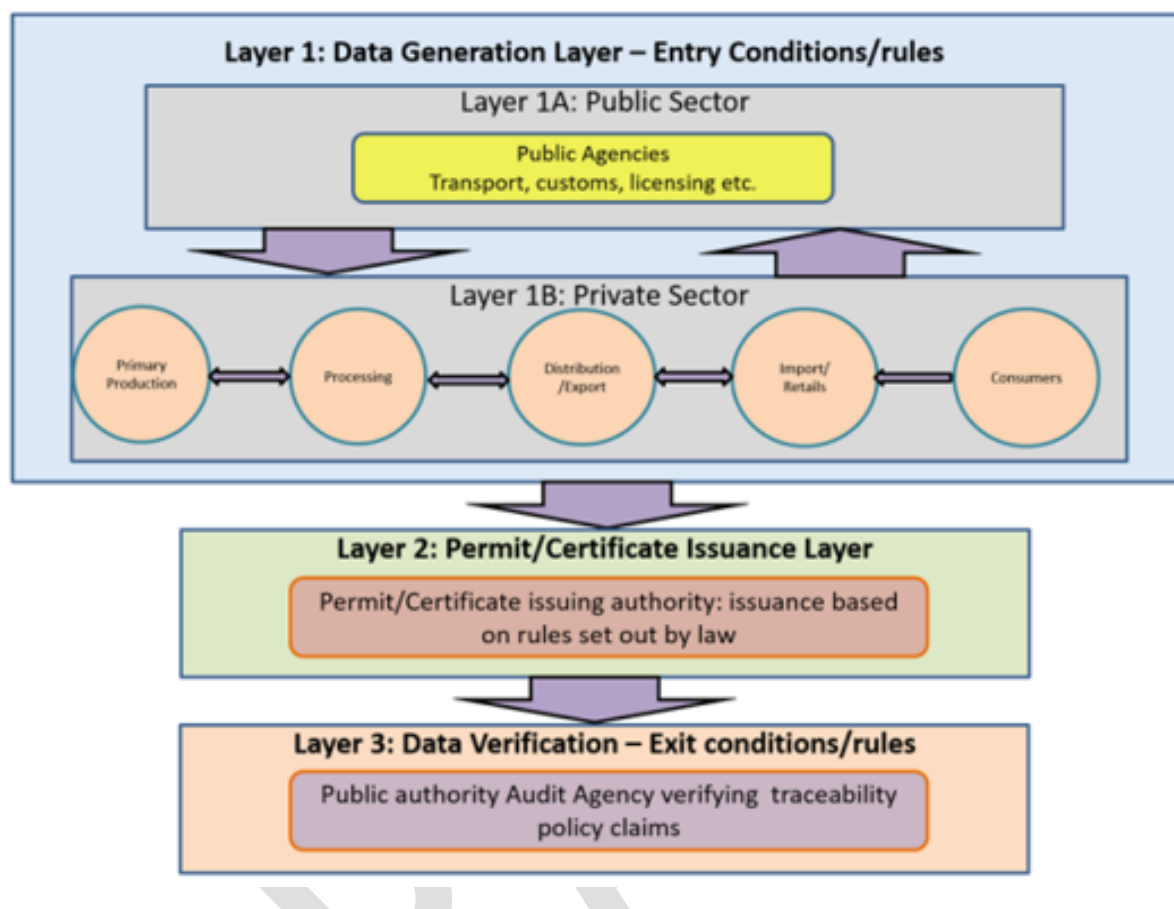 Layer 1: Data Generation Layer – Entry Conditions/rules
Layer 1A: Public Sector
Public Agencies
Transport, customs, licensing etc.
Layer 1B: Private Sector
Primary
Production
Processing
Distribution
/Export
Import/
Retails
Consumers
Layer 2: Permit/Certificate Issuance Layer
Permit/Certificate issuing authority: issuance based
on rules set out by law
Layer 3: Data Verification – Exit conditions/rules
Public authority Audit Agency verifying traceability
policy claims